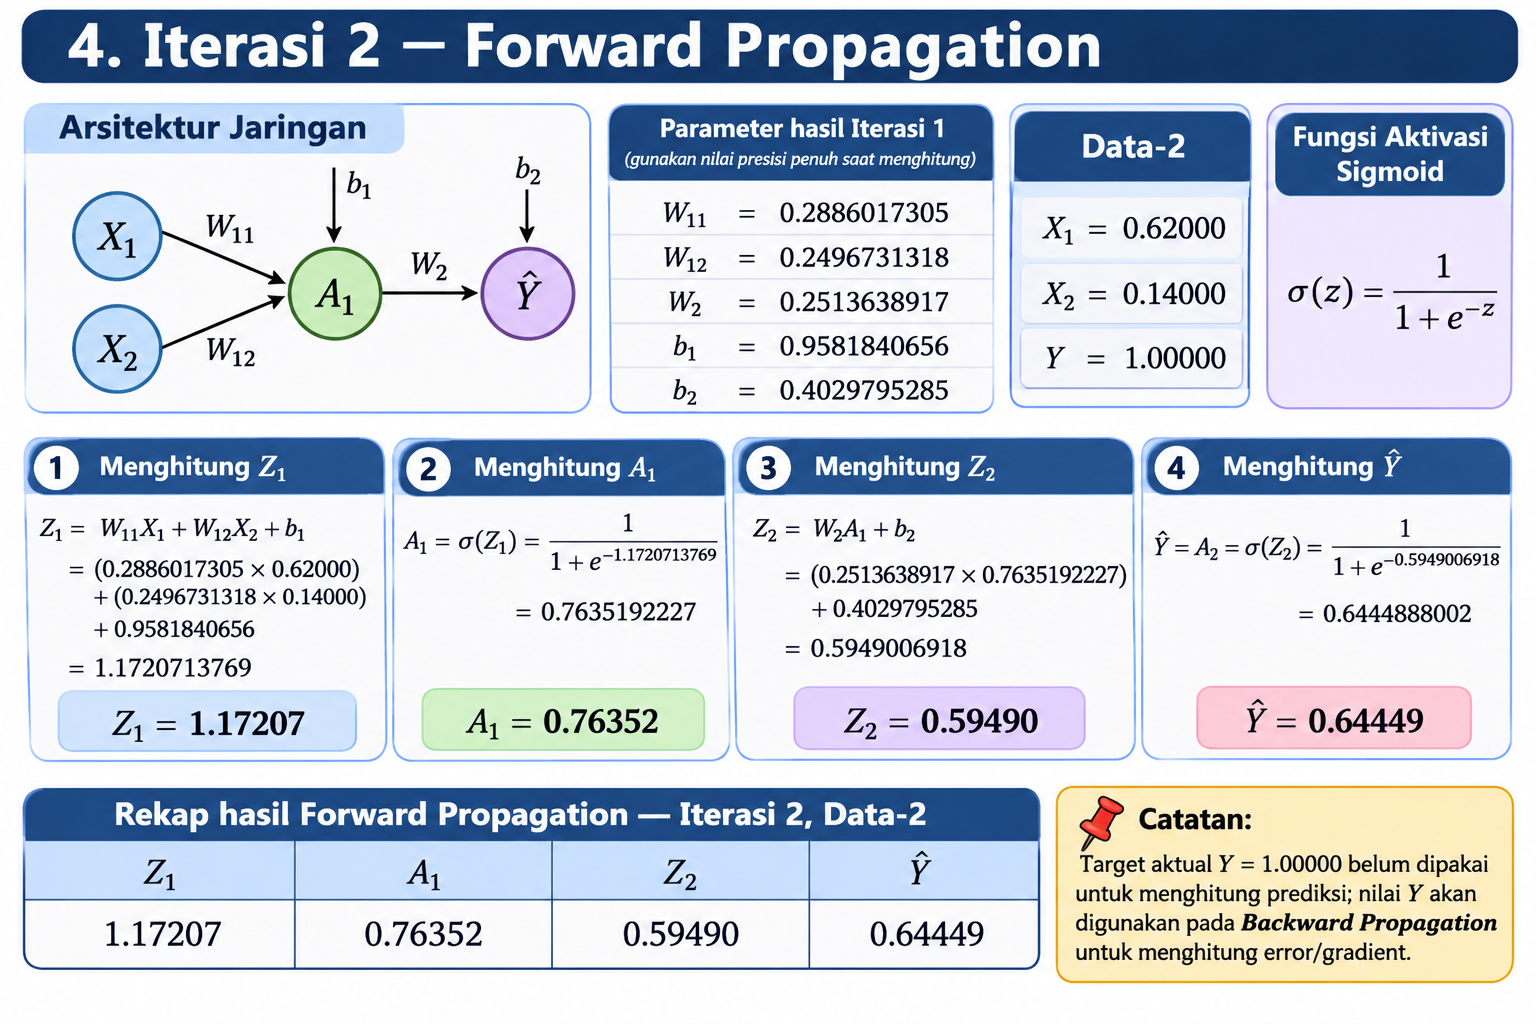 4. Iterasi 2 — Forward Propagation
Arsitektur Jaringan
X₁
X₂
W₁₁
W₁₂
b₁
A₁
W₂
b₂
Ŷ
Parameter hasil Iterasi 1
(gunakan nilai presisi penuh saat menghitung)
W₁₁ = 0.2886017305
W₁₂ = 0.2496731318
W₂ = 0.2513638917
b₁ = 0.9581840656
b₂ = 0.4029795285
Data-2
X₁ = 0.62000
X₂ = 0.14000
Y = 1.00000
Fungsi Aktivasi
Sigmoid
σ(z) = 1 / (1 + e^(−z))
1 Menghitung Z₁
Z₁ = W₁₁X₁ + W₁₂X₂ + b₁
= (0.2886017305 × 0.62000)
+ (0.2496731318 × 0.14000)
+ 0.9581840656
= 1.1720713769
Z₁ = 1.17207
2 Menghitung A₁
A₁ = σ(Z₁) = 1 / (1 + e^(−1.1720713769))
= 0.7635192227
A₁ = 0.76352
3 Menghitung Z₂
Z₂ = W₂A₁ + b₂
= (0.2513638917 × 0.7635192227)
+ 0.4029795285
= 0.5949006918
Z₂ = 0.59490
4 Menghitung Ŷ
Ŷ = A₂ = σ(Z₂) = 1 / (1 + e^(−0.5949006918))
= 0.6444888002
Ŷ = 0.64449
Rekap hasil Forward Propagation — Iterasi 2, Data-2
Z₁ A₁ Z₂ Ŷ
1.17207 0.76352 0.59490 0.64449
Catatan:
Target aktual Y = 1.00000 belum dipakai
untuk menghitung prediksi; nilai Y akan
digunakan pada Backward Propagation
untuk menghitung error/gradient.